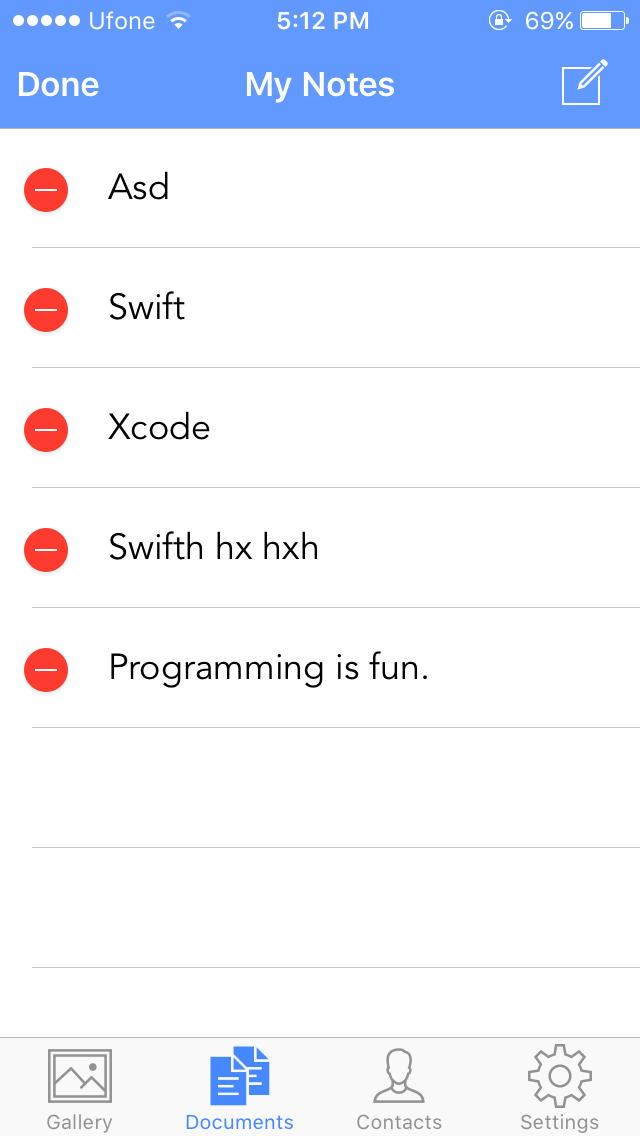 Ufone 5:12 PM 69%
Done My Notes
Asd
Swift
Xcode
Swifth hx hxh
Programming is fun.
Gallery Documents Contacts Settings